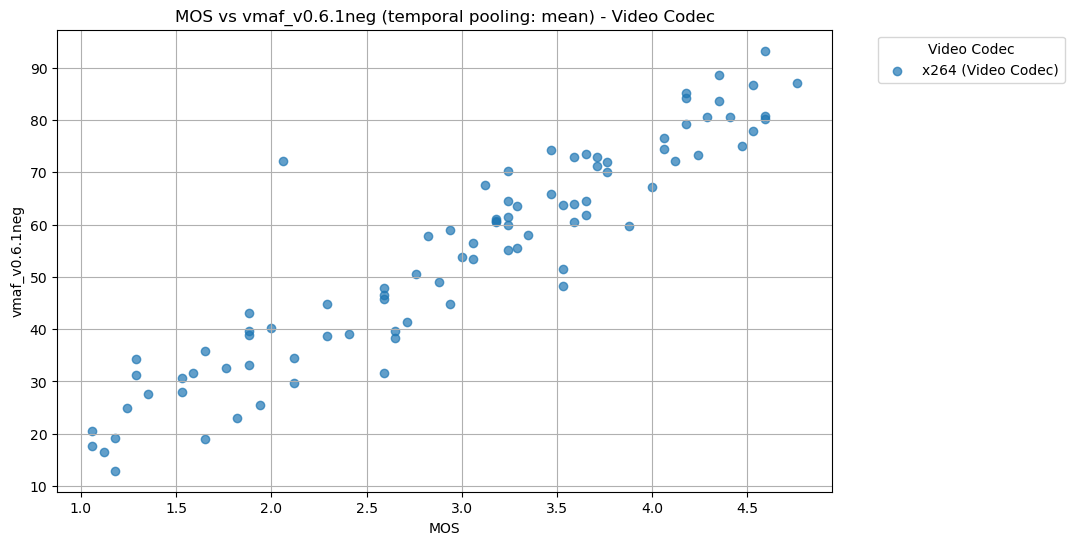 MOS vs vmaf_v0.6.1neg (temporal pooling: mean) - Video Codec
Video Codec
x264 (Video Codec)
vmaf_v0.6.1neg
90
80
70
60
50
40
30
20
10
1.0 1.5 2.0 2.5 3.0 3.5 4.0 4.5
MOS